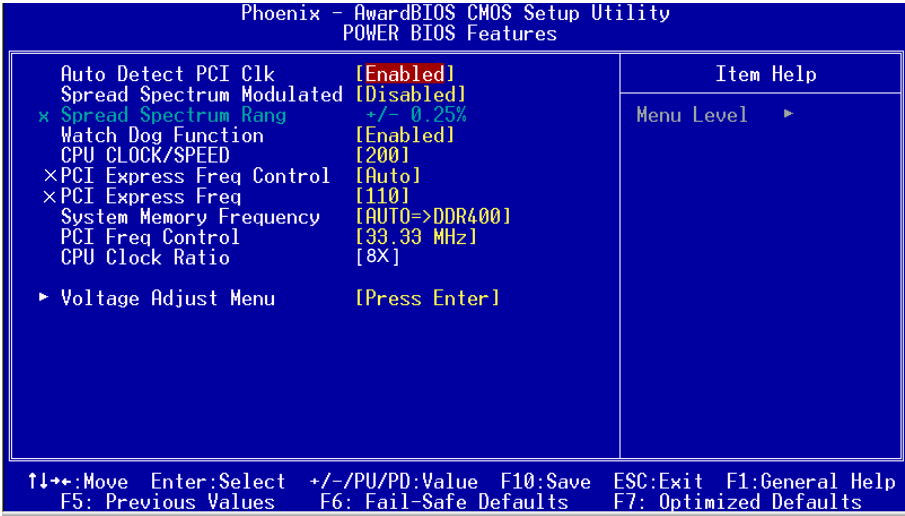 Phoenix - AwardBIOS CMOS Setup Utility
POWER BIOS Features
Auto Detect PCI Clk [Enabled]
Spread Spectrum Modulated [Disabled]
x Spread Spectrum Rang +/- 0.25%
Watch Dog Function [Enabled]
CPU CLOCK/SPEED [200]
×PCI Express Freq Control [Auto]
×PCI Express Freq [110]
System Memory Frequency [AUTO=>DDR400]
PCI Freq Control [33.33 MHz]
CPU Clock Ratio [8X]
► Voltage Adjust Menu [Press Enter]
Item Help
Menu Level ►
↑↓→←:Move Enter:Select +/-/PU/PD:Value F10:Save ESC:Exit F1:General Help
F5: Previous Values F6: Fail-Safe Defaults F7: Optimized Defaults